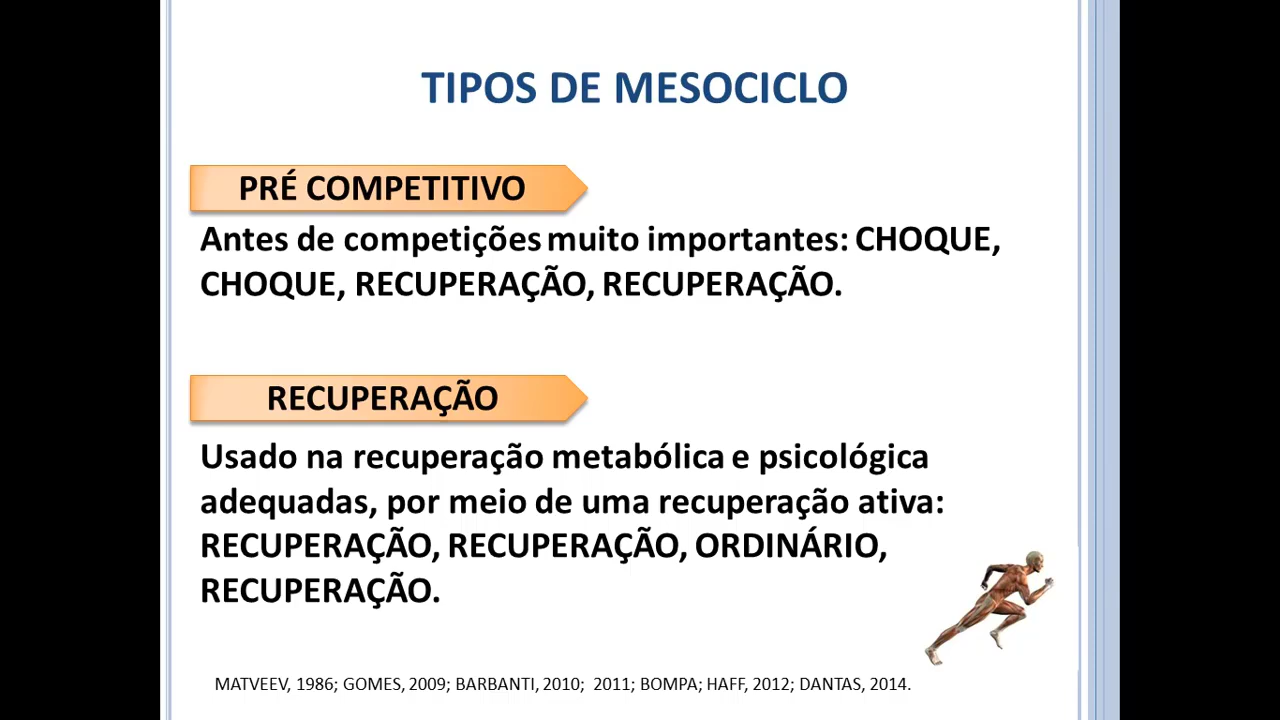 TIPOS DE MESOCICLO
PRÉ COMPETITIVO
Antes de competições muito importantes: CHOQUE,
CHOQUE, RECUPERAÇÃO, RECUPERAÇÃO.
RECUPERAÇÃO
Usado na recuperação metabólica e psicológica
adequadas, por meio de uma recuperação ativa:
RECUPERAÇÃO, RECUPERAÇÃO, ORDINÁRIO,
RECUPERAÇÃO.
MATVEEV, 1986; GOMES, 2009; BARBANTI, 2010; 2011; BOMPA; HAFF, 2012; DANTAS, 2014.